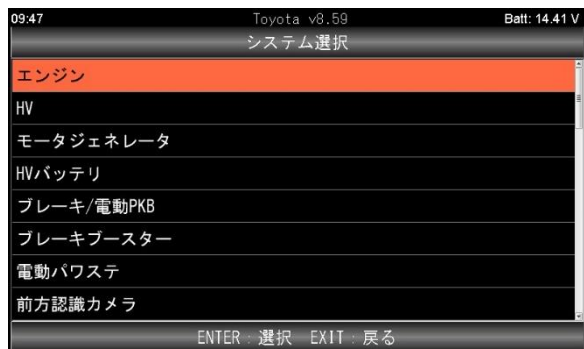 09:47 Toyota v8.59 Batt: 14.41 V
システム選択
エンジン
HV
モータジェネレータ
HVバッテリ
ブレーキ/電動PKB
ブレーキブースター
電動パワステ
前方認識カメラ
ENTER：選択 EXIT：戻る